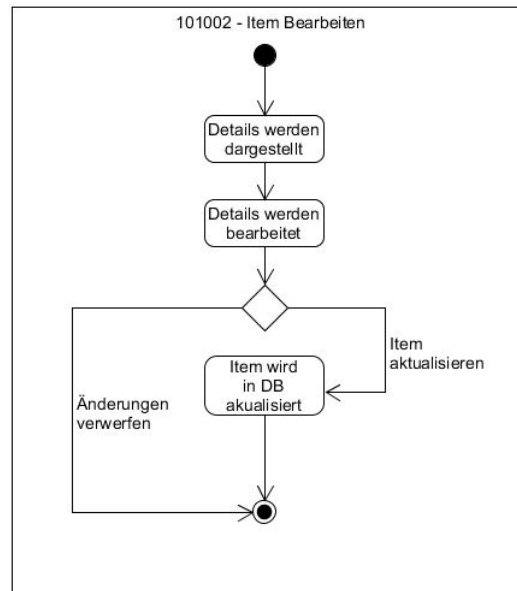 101002 - Item Bearbeiten
Details werden
dargestellt
Details werden
bearbeitet
Item
aktualisieren
Item wird
in DB
akualisiert
Änderungen
verwerfen